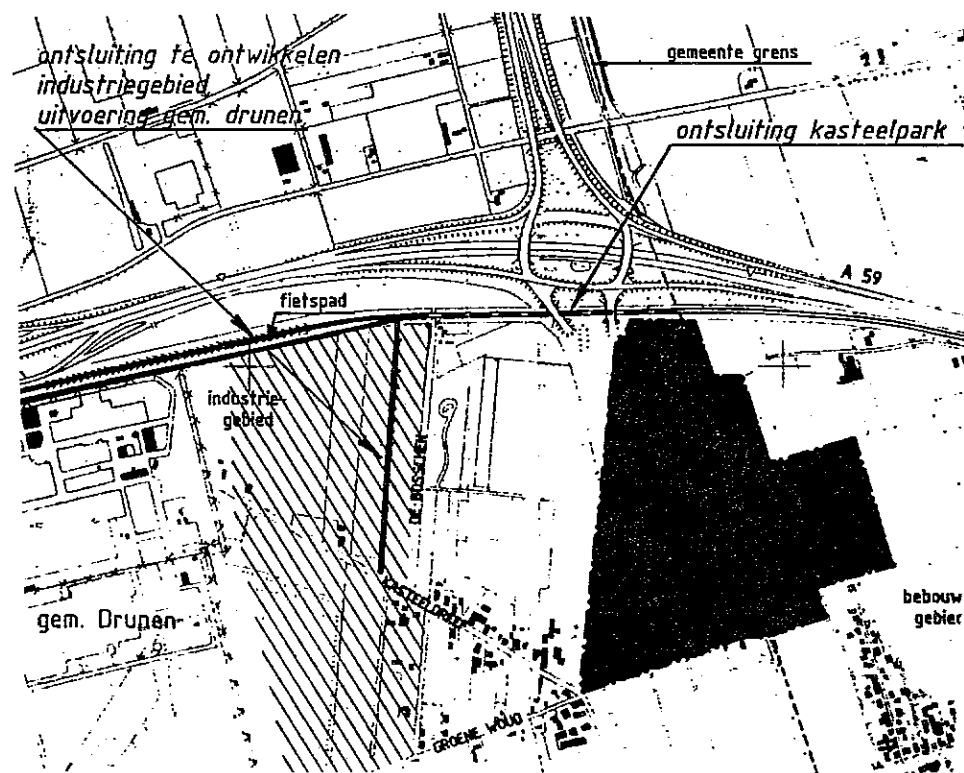 ontsluiting te ontwikkelen
industriegebied
uitvoering gem. drunen
gemeente grens
ontsluiting kasteelpark
A 59
fietspad
industrie-
gebied
DE BOSSCHEN
KASTEELDREEF
gem. Drunen
bebouw
gebier
GROENE WOUD